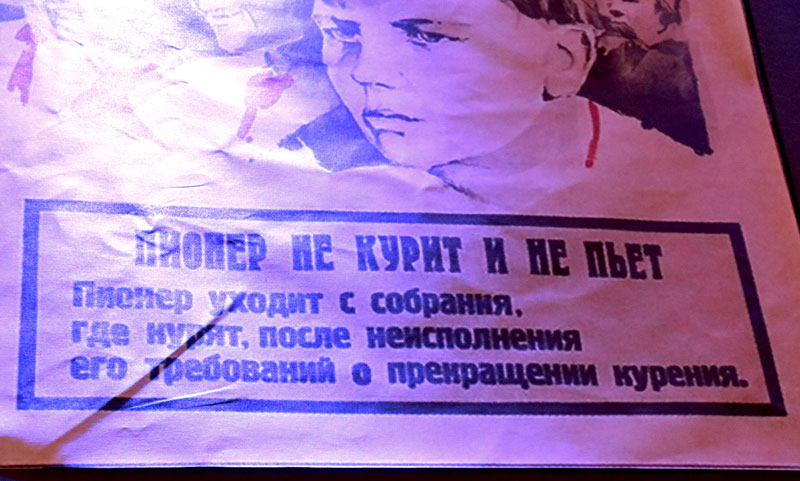 ПИОНЕР НЕ КУРИТ И НЕ ПЬЕТ
Пионер уходит с собрания,
где курят, после неисполнения
его требований о прекращении курения.